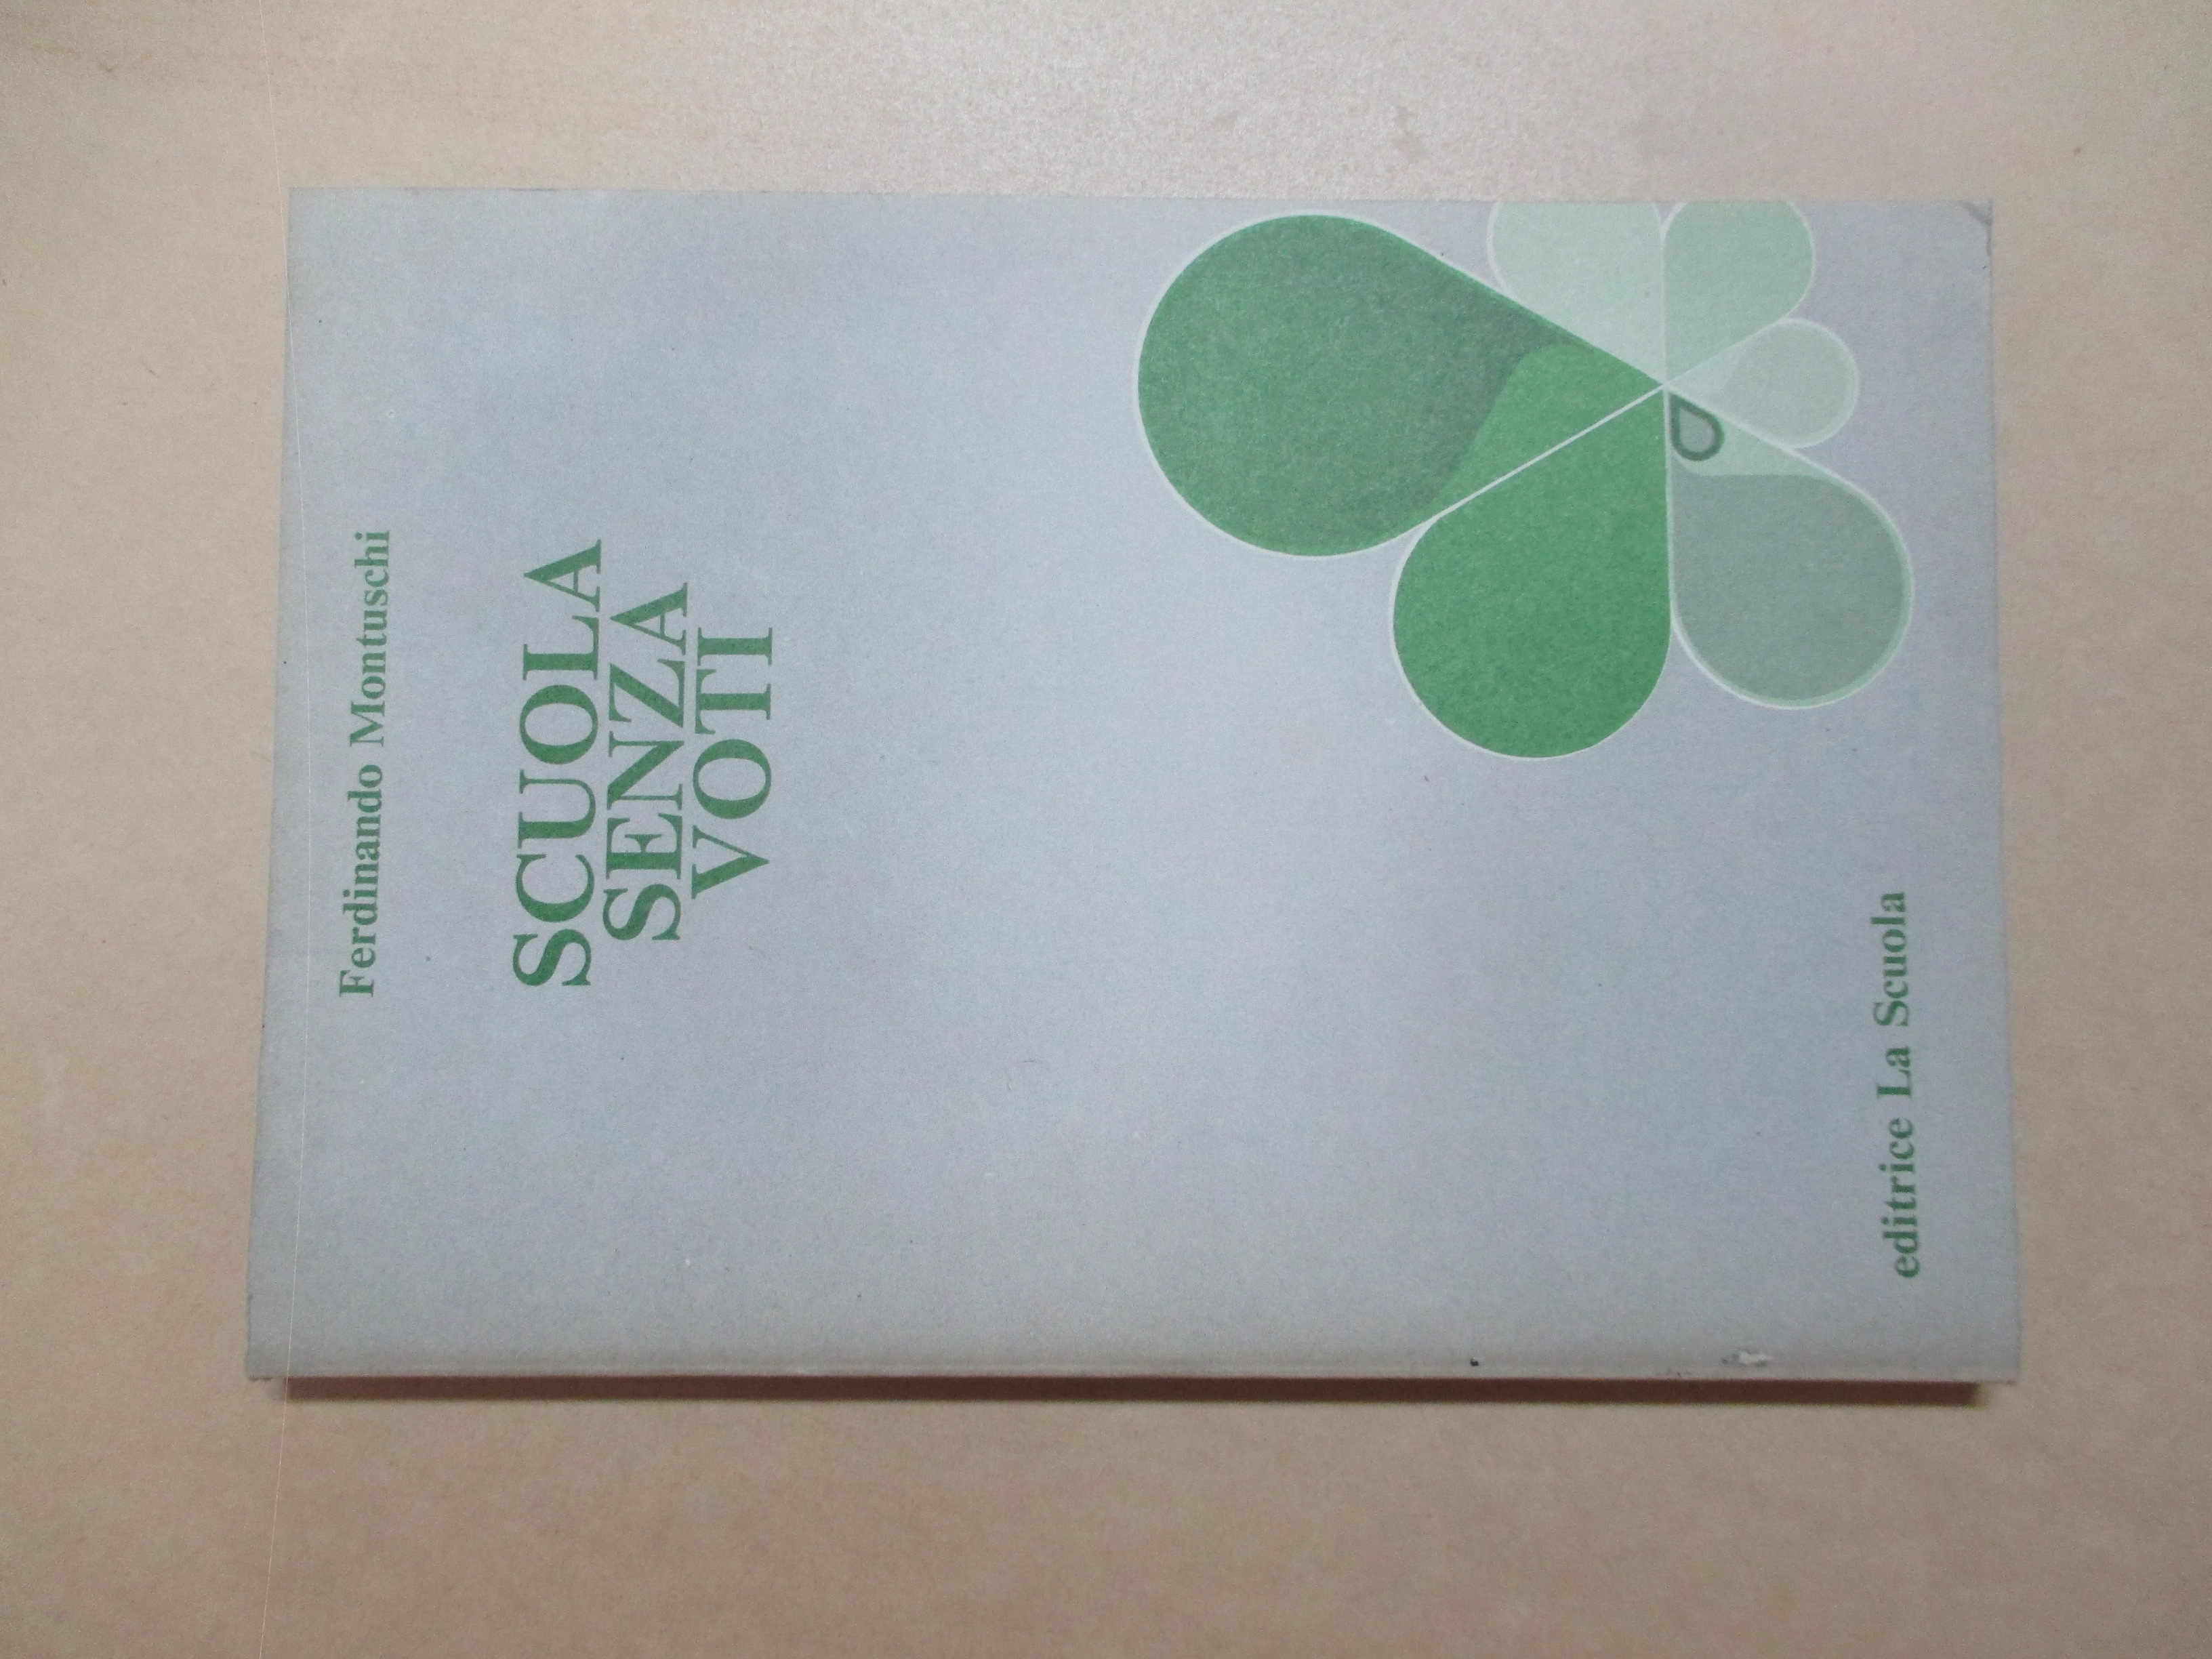 Ferdinando Montuschi
SCUOLA
SENZA
VOTI
editrice La Scuola